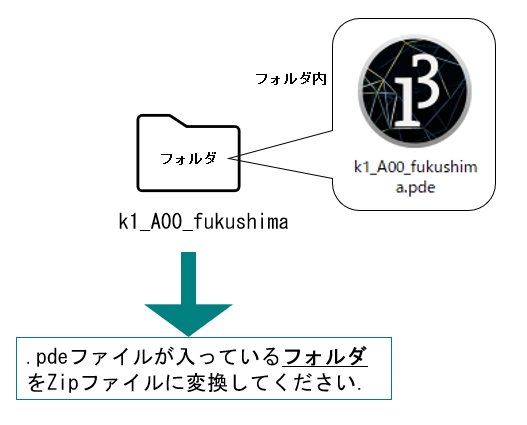 フォルダ内
13
k1_A00_fukushim
a.pde
フォルダ
k1_A00_fukushima
.pdeファイルが入っているフォルダ
をZipファイルに変換してください.